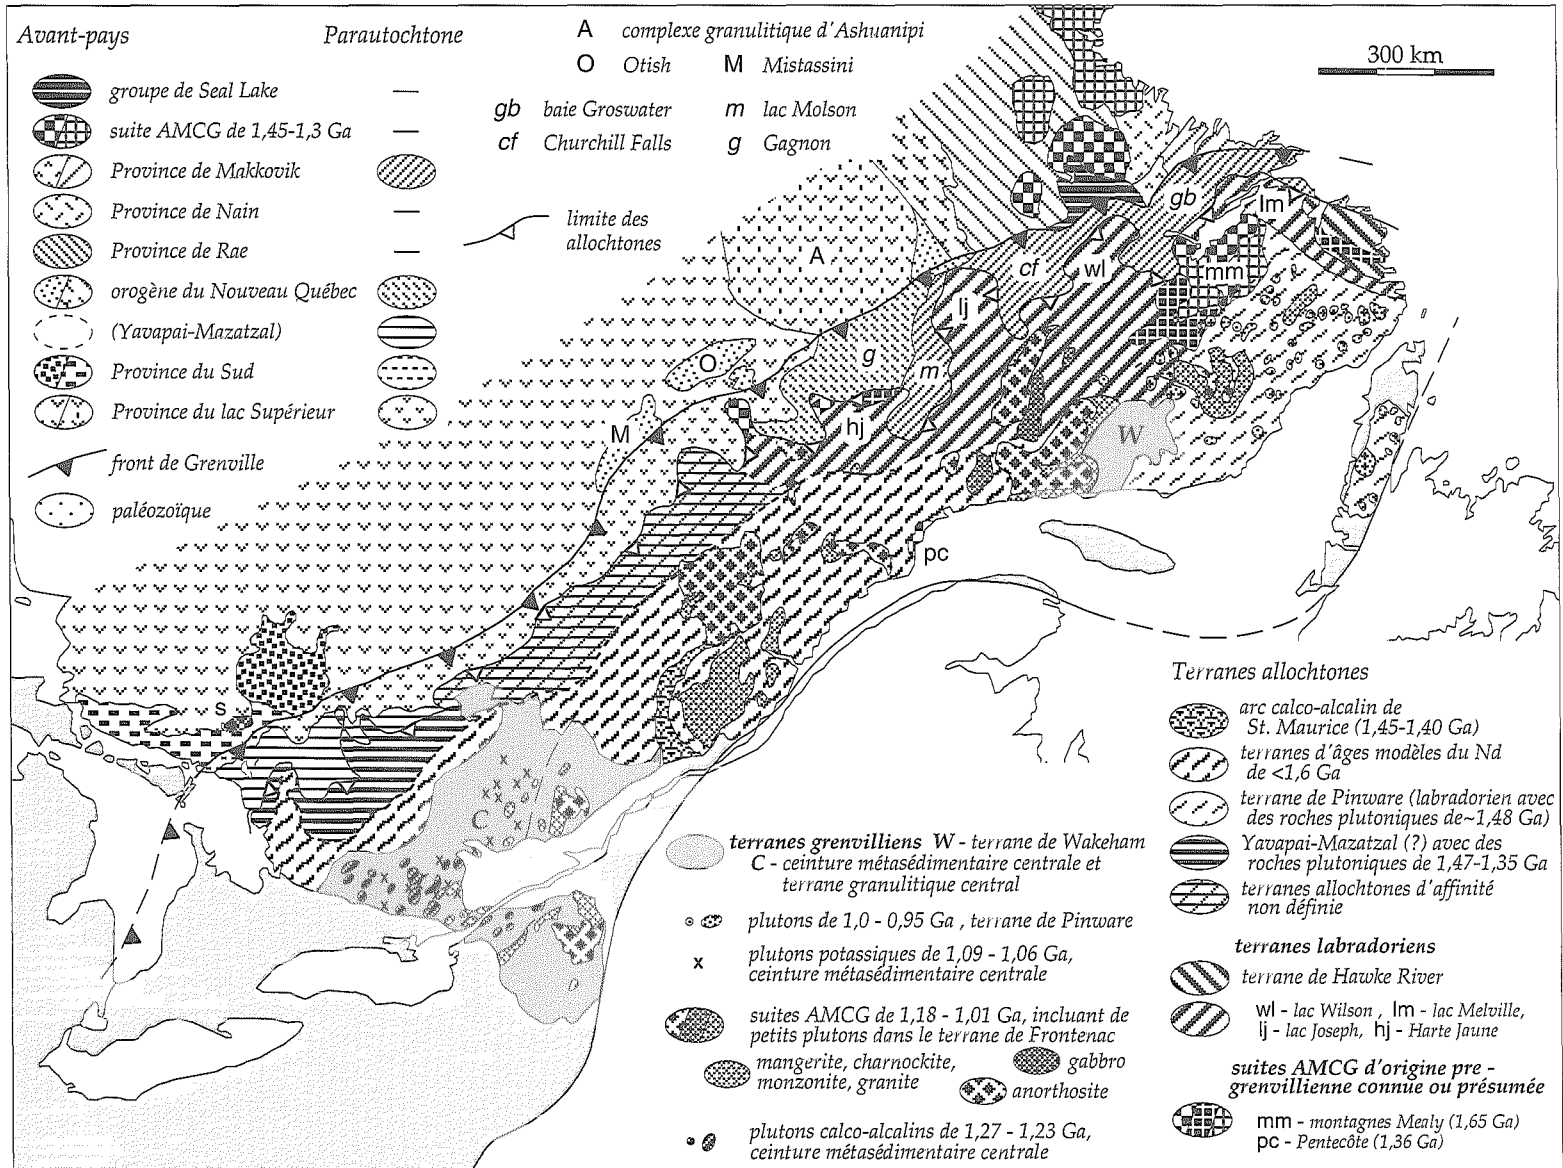 Avant-pays
Parautochtone
groupe de Seal Lake
suite AMCG de 1,45-1,3 Ga
Province de Makkovik
Province de Nain
Province de Rae
orogène du Nouveau Québec
(Yavapai-Mazatzal)
Province du Sud
Province du lac Supérieur
front de Grenville
paléozoïque
A complexe granulitique d'Ashuanipi
O Otish M Mistassini
gb baie Groswater m lac Molson
cf Churchill Falls g Gagnon
limite des
allochtones
300 km
A
gb
lm
cf
wl
mm
lj
O
g
m
hj
M
W
pc
s
C
Terranes allochtones
arc calco-alcalin de
St. Maurice (1,45-1,40 Ga)
terranes d'âges modèles du Nd
de <1,6 Ga
terrane de Pinware (labradorien avec
des roches plutoniques de~ 1,48 Ga)
Yavapai-Mazatzal (?) avec des
roches plutoniques de 1,47-1,35 Ga
terranes allochtones d'affinité
non définie
terranes labradoriens
terrane de Hawke River
wl - lac Wilson , lm - lac Melville,
lj - lac Joseph, hj - Harte Jaune
suites AMCG d'origine pre -
grenvillienne connue ou présumée
mm - montagnes Mealy (1,65 Ga)
pc - Pentecôte (1,36 Ga)
terranes grenvilliens W - terrane de Wakeham
C - ceinture métasédimentaire centrale et
terrane granulitique central
plutons de 1,0 - 0,95 Ga , terrane de Pinware
x plutons potassiques de 1,09 - 1,06 Ga,
ceinture métasédimentaire centrale
suites AMCG de 1,18 - 1,01 Ga, incluant de
petits plutons dans le terrane de Frontenac
mangerite, charnockite,
monzonite, granite
gabbro
anorthosite
plutons calco-alcalins de 1,27 - 1,23 Ga,
ceinture métasédimentaire centrale